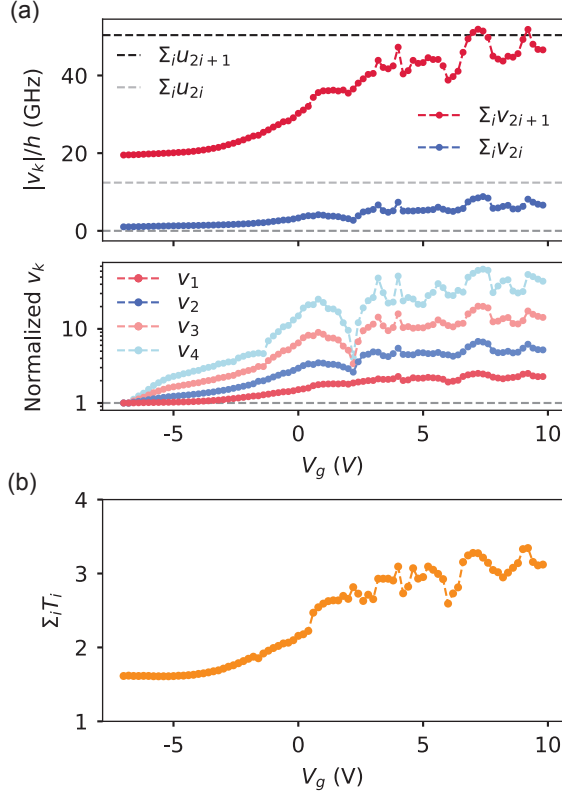 (a)
|v_k|/h (GHz)
40
20
0
Σ_i u_{2i+1}
Σ_i u_{2i}
Σ_i v_{2i+1}
Σ_i v_{2i}
Normalized v_k
10
1
v_1
v_2
v_3
v_4
-5 0 5 10
V_g (V)
(b)
Σ_i T_i
4
3
2
1
-5 0 5 10
V_g (V)